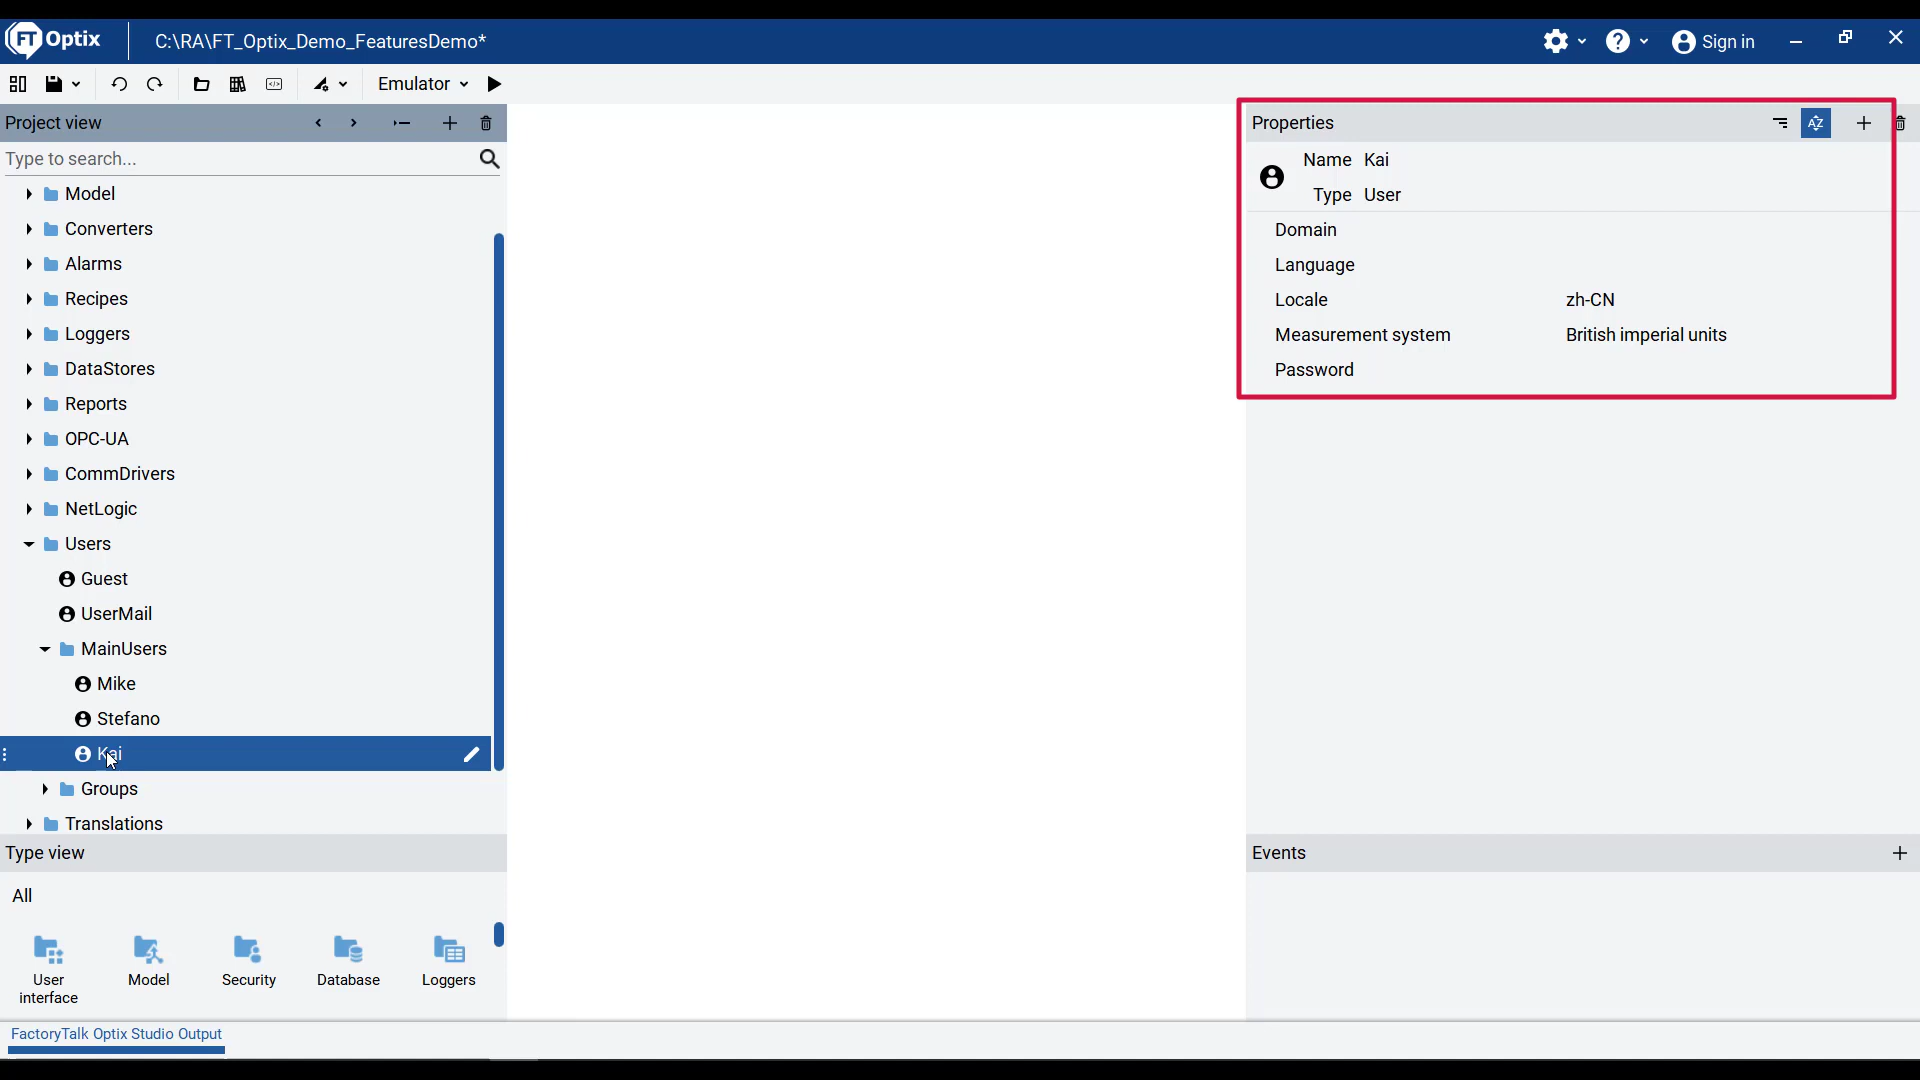 FT Optix
C:\RA\FT_Optix_Demo_FeaturesDemo*
Sign in
Emulator
Project view
Type to search...
Model
Converters
Alarms
Recipes
Loggers
DataStores
Reports
OPC-UA
CommDrivers
NetLogic
Users
Guest
UserMail
MainUsers
Mike
Stefano
Kai
Groups
Translations
Type view
All
User interface
Model
Security
Database
Loggers
FactoryTalk Optix Studio Output
Properties
AZ
Name Kai
Type User
Domain
Language
Locale zh-CN
Measurement system British imperial units
Password
Events